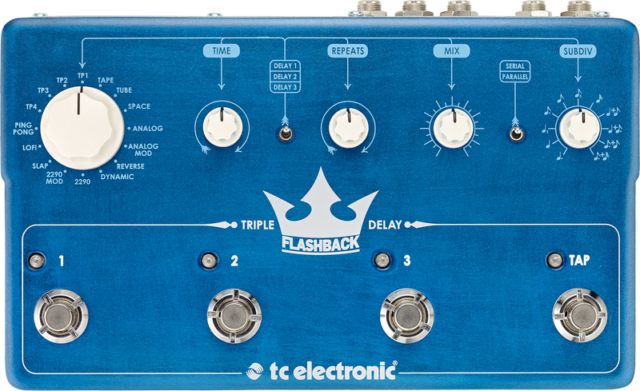 TIME
REPEATS
MIX
SUBDIV
DELAY 1
DELAY 2
DELAY 3
SERIAL
PARALLEL
TP1
TAPE
TUBE
SPACE
ANALOG
ANALOG
MOD
REVERSE
DYNAMIC
2290
2290
MOD
SLAP
LOFI
PING
PONG
TP4
TP3
TP2
TRIPLE
DELAY
FLASHBACK
1
2
3
TAP
tc electronic®